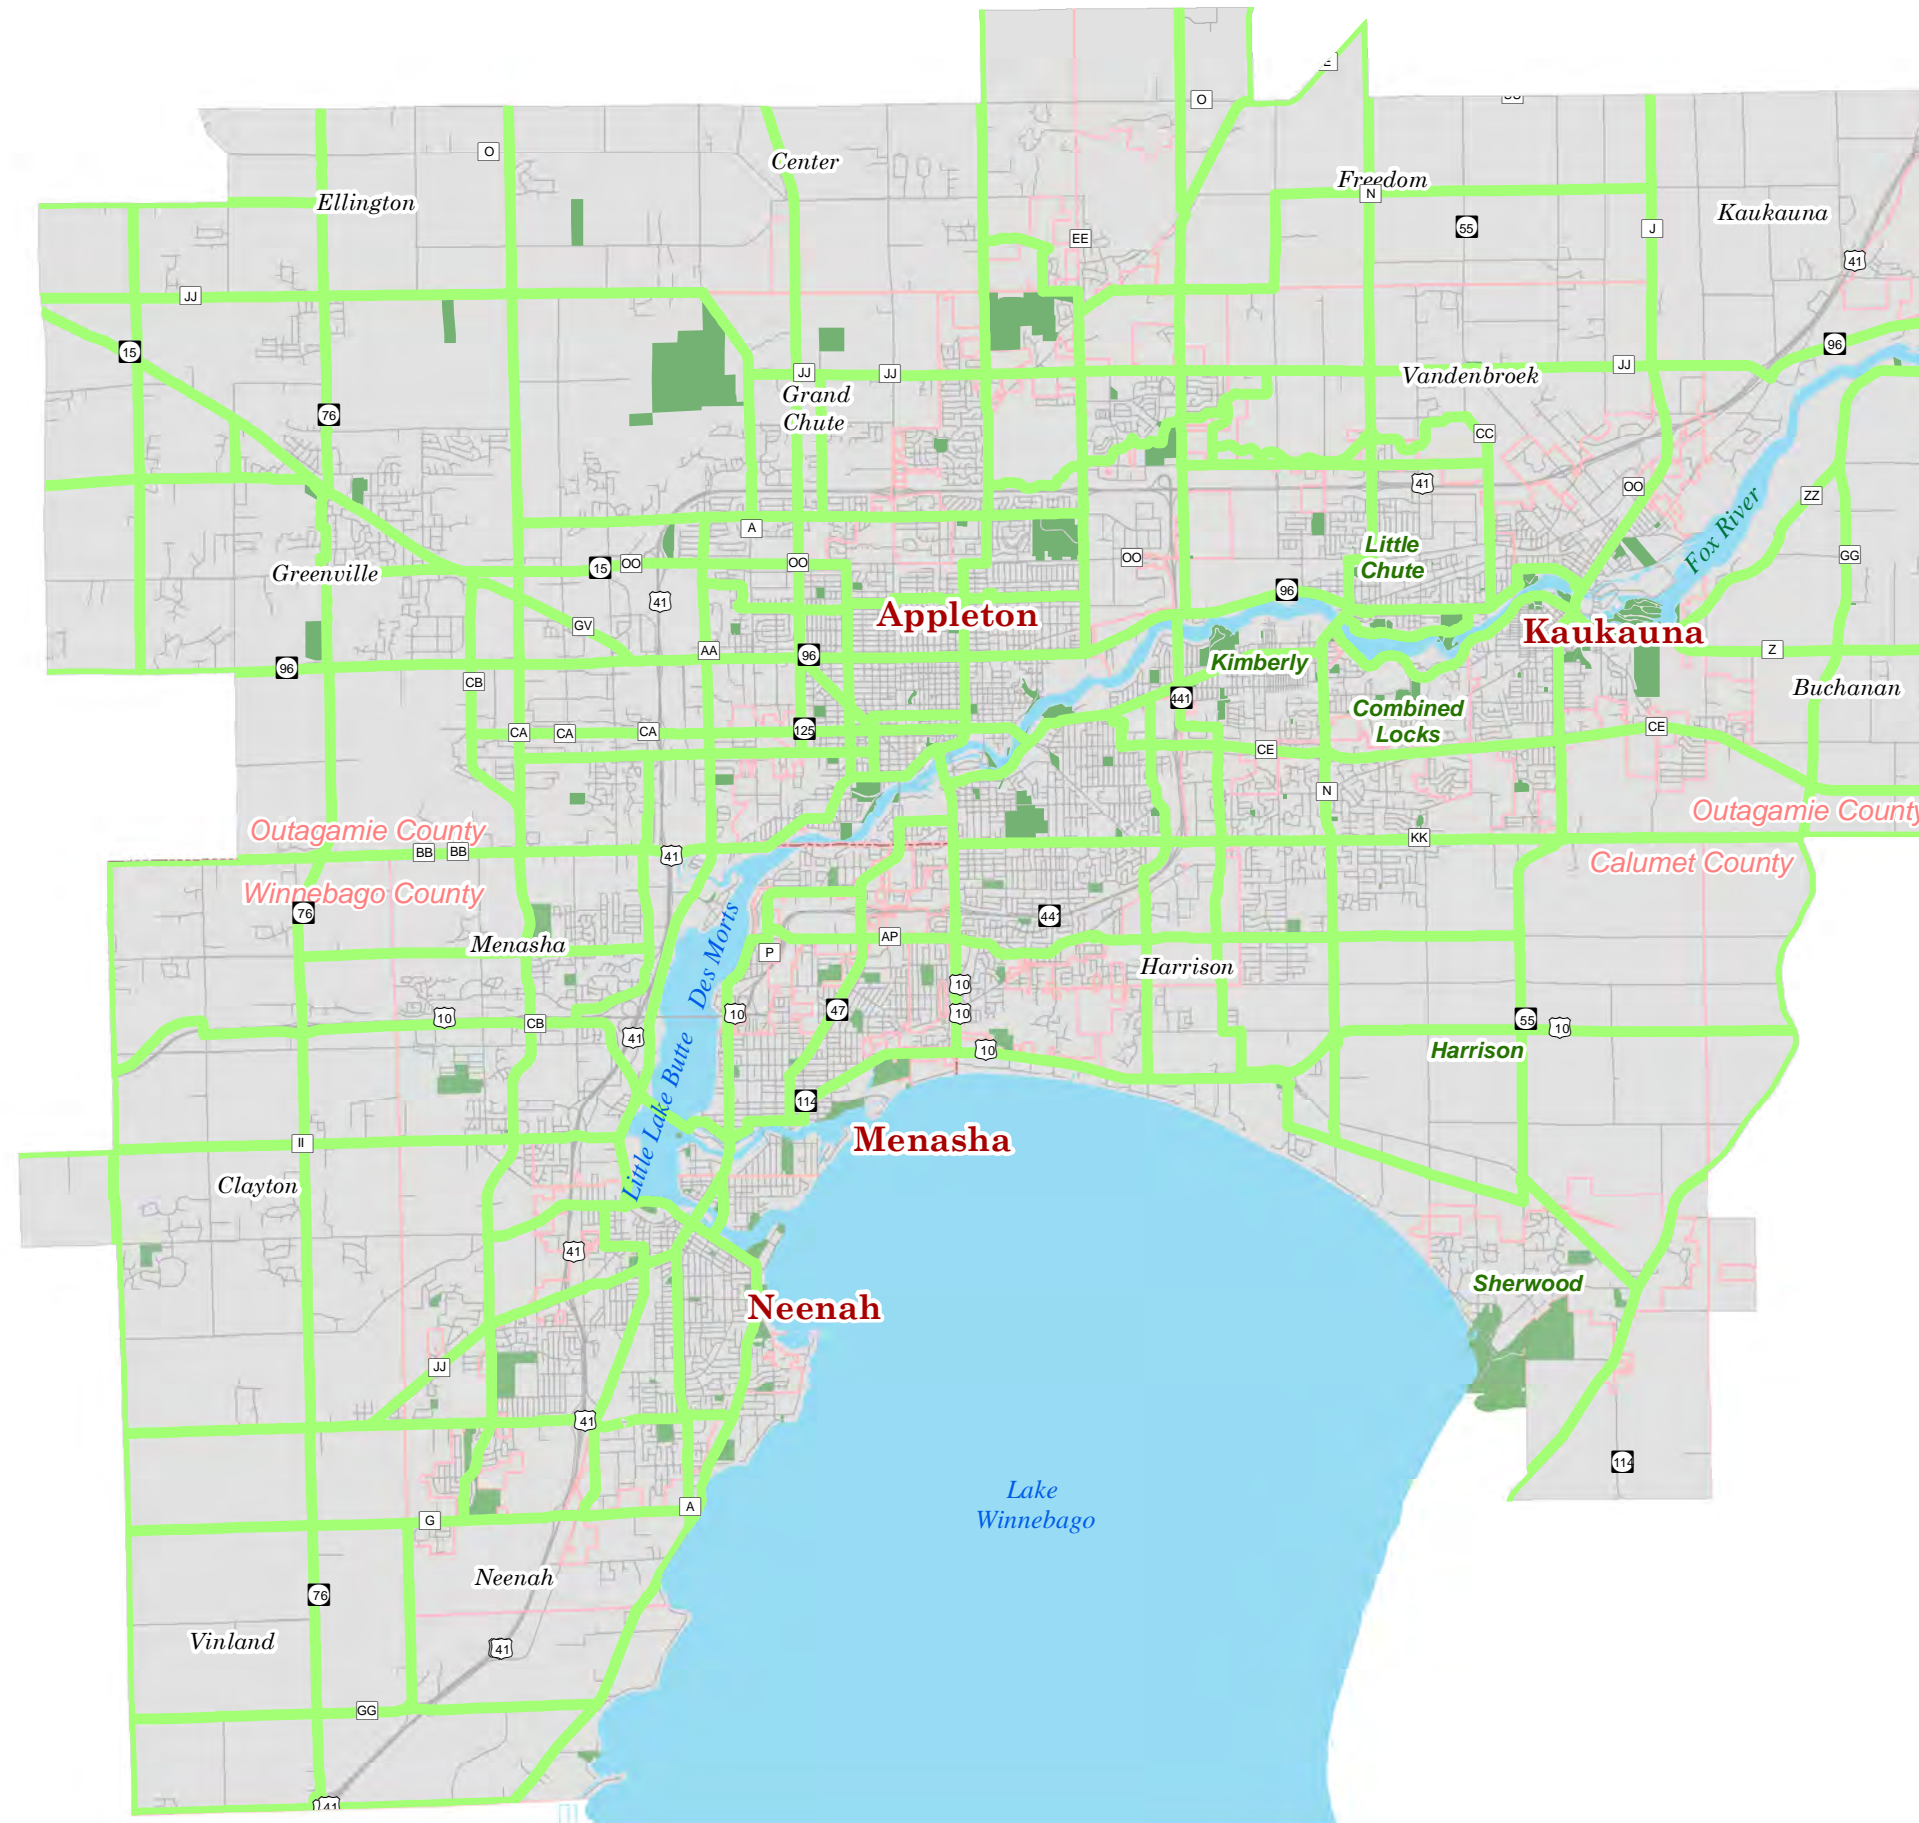 O
O
Center
Ellington
Freedom
N
Kaukauna
55
J
EE
41
JJ
15
96
JJ
JJ
JJ
Vandenbroek
Grand
Chute
76
CC
41
OO
ZZ
Fox River
A
Little
Chute
OO
GG
15
OO
OO
Greenville
41
96
Appleton
GV
Kaukauna
AA
96
96
Kimberly
Z
CB
441
Buchanan
Combined
Locks
CA
CA
CA
125
CE
CE
N
Outagamie County
Outagamie County
BB
BB
41
KK
Calumet County
Winnebago County
76
441
Menasha
P
AP
Harrison
Little Lake Butte Des Morts
10
10
47
10
10
CB
41
10
55
10
Harrison
114
Menasha
II
Clayton
41
Sherwood
Neenah
JJ
41
114
Lake
Winnebago
A
G
Neenah
76
Vinland
41
GG
41